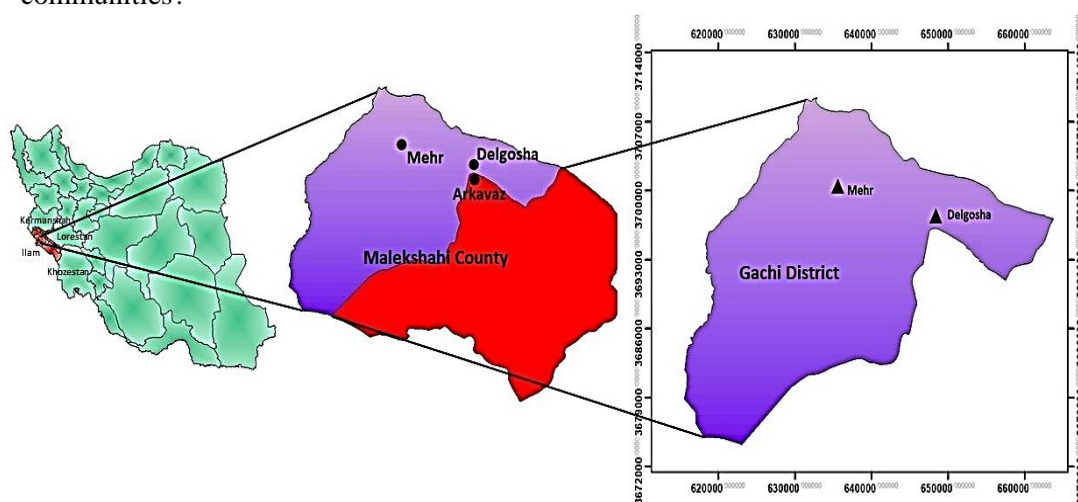 communities?
620000 630000 640000 650000 660000
3714000
3707000
3700000
3693000
3686000
3679000
3672000
Kermanshah
Lorestan
Ilam
Khozestan
Mehr
Delgosha
Arkavaz
Malekshahi County
Mehr
Delgosha
Gachi District
620000 630000 640000 650000 660000